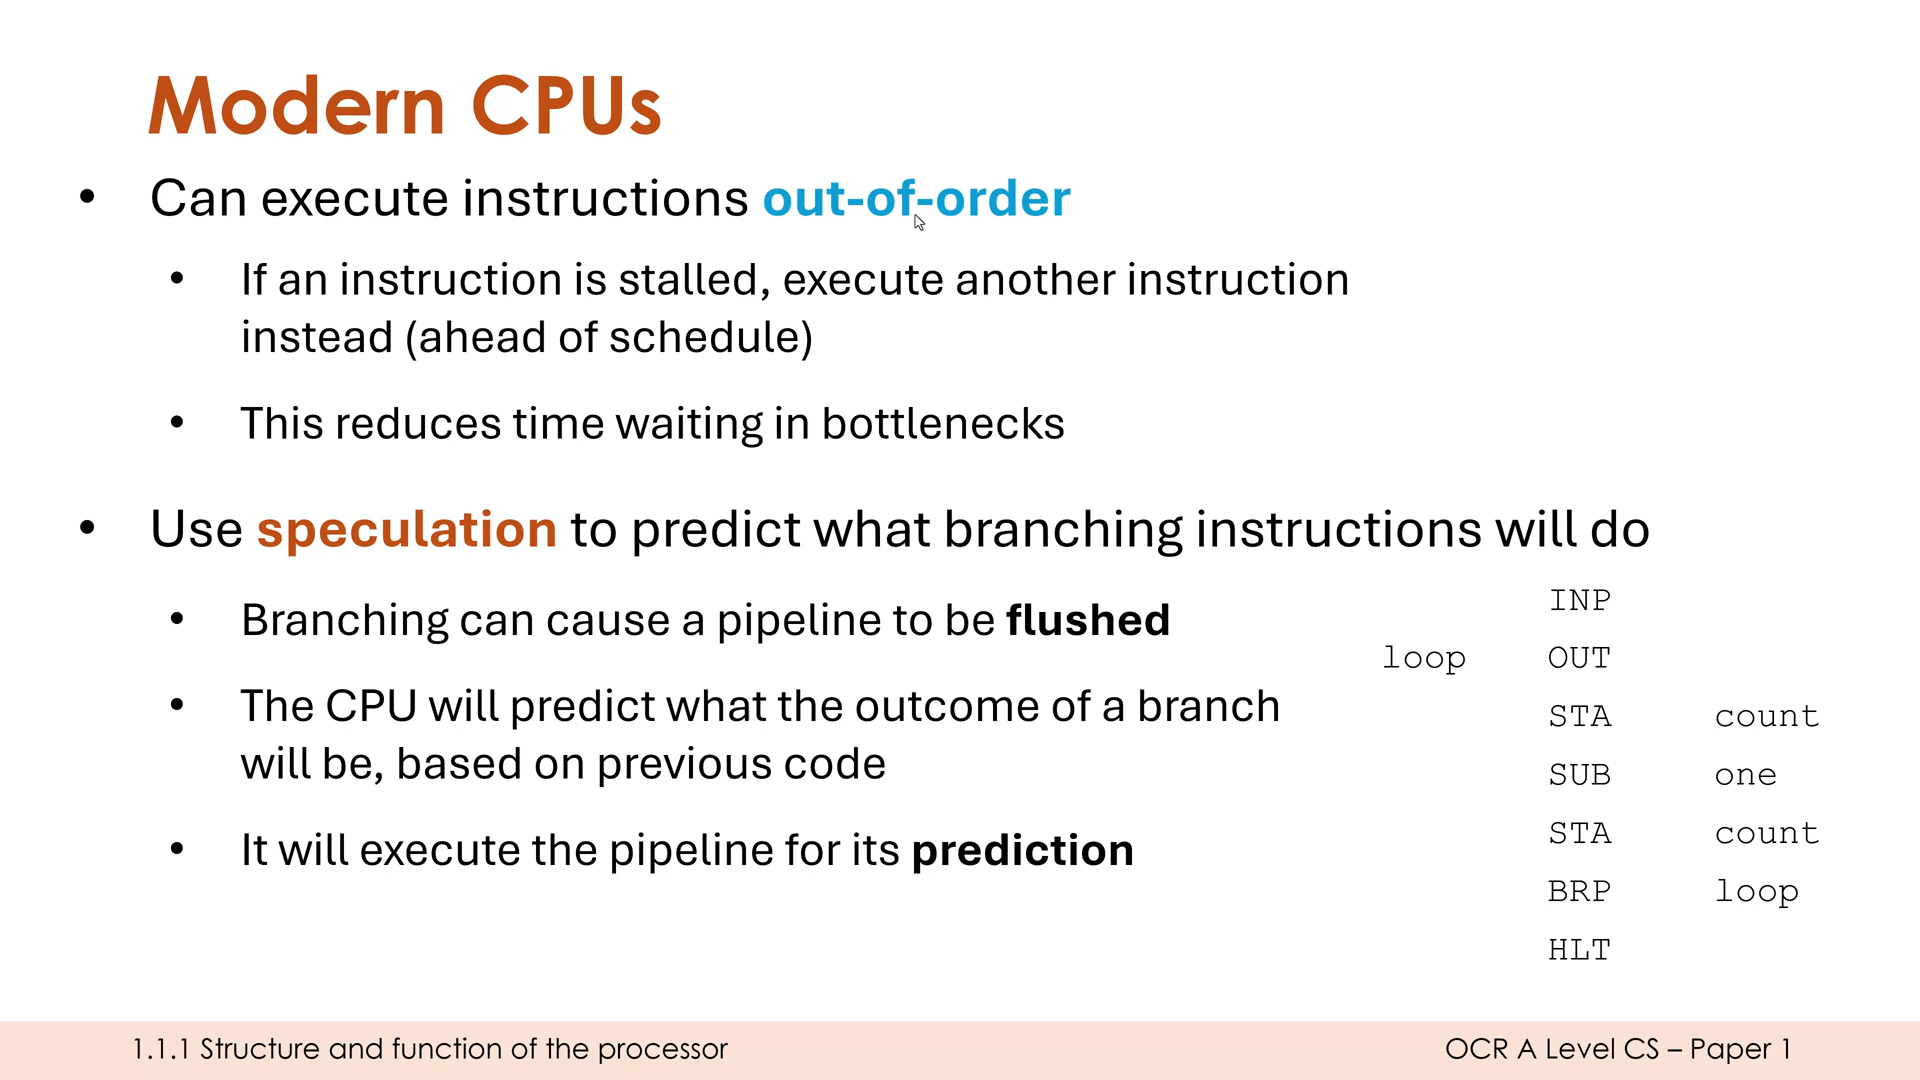 Modern CPUs
• Can execute instructions out-of-order
• If an instruction is stalled, execute another instruction
instead (ahead of schedule)
• This reduces time waiting in bottlenecks
• Use speculation to predict what branching instructions will do
• Branching can cause a pipeline to be flushed
• The CPU will predict what the outcome of a branch
will be, based on previous code
• It will execute the pipeline for its prediction
INP
loop OUT
STA count
SUB one
STA count
BRP loop
HLT
1.1.1 Structure and function of the processor
OCR A Level CS – Paper 1